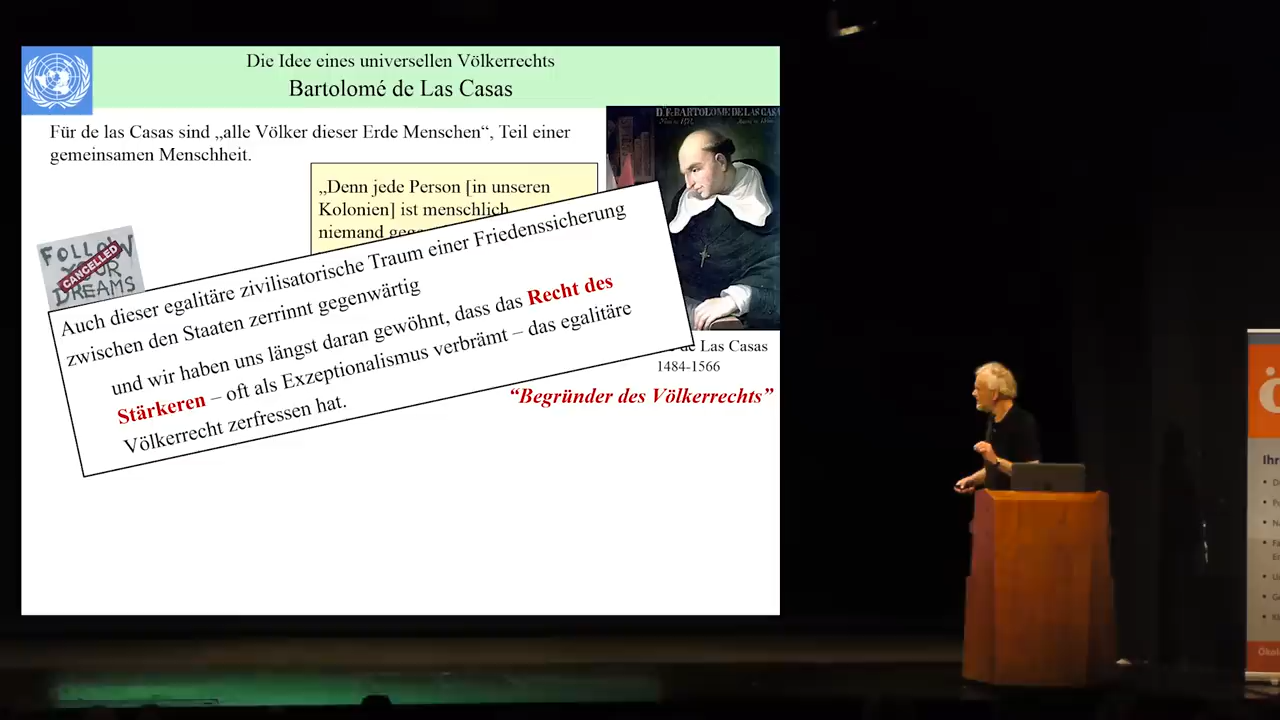 Die Idee eines universellen Völkerrechts
Bartolomé de Las Casas
Für de las Casas sind „alle Völker dieser Erde Menschen“, Teil einer
gemeinsamen Menschheit.
D. F. BARTOLOME DE LAS CASA
„Denn jede Person [in unseren
Kolonien] ist menschlich
niemand
FOLLOW
YOUR
DREAMS
CANCELLED
Auch dieser egalitäre zivilisatorische Traum einer Friedenssicherung
zwischen den Staaten zerrinnt gegenwärtig
und wir haben uns längst daran gewöhnt, dass das Recht des
Stärkeren – oft als Exzeptionalismus verbrämt – das egalitäre
Völkerrecht zerfressen hat.
Las Casas
1484-1566
“Begründer des Völkerrechts”
Ihr